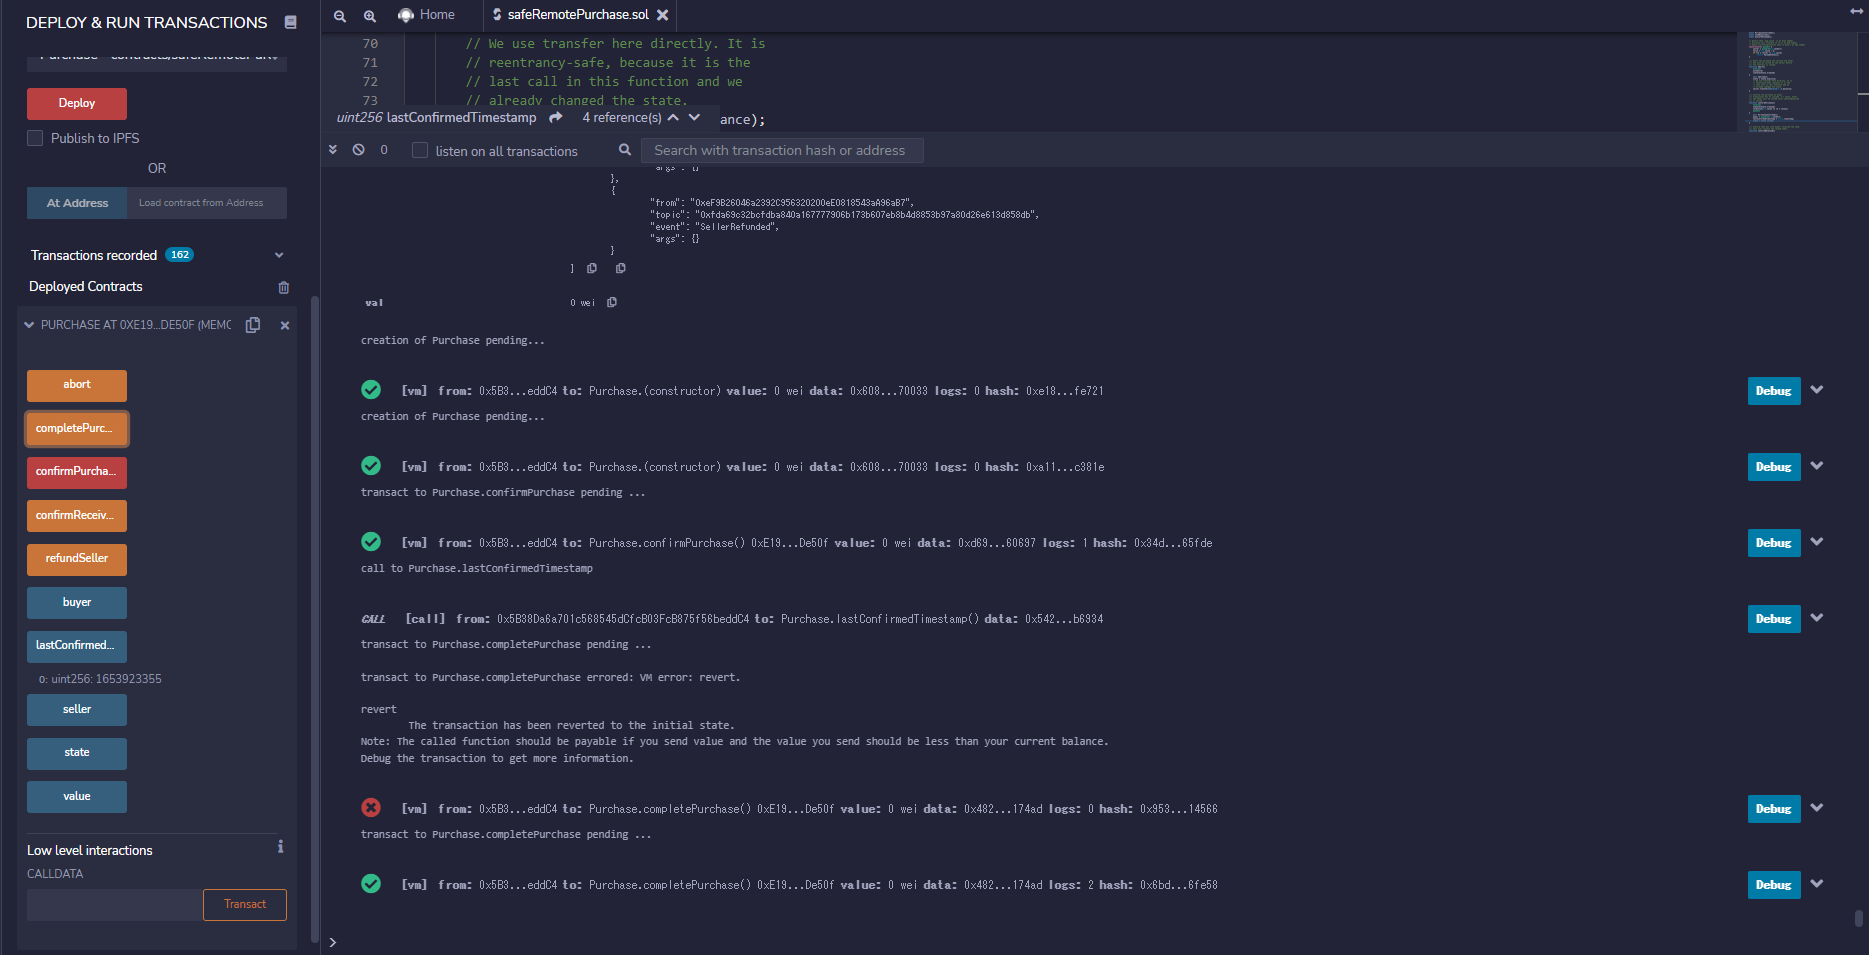 DEPLOY & RUN TRANSACTIONS
Deploy
Publish to IPFS
OR
At Address Load contract from Address
Transactions recorded 162
Deployed Contracts
PURCHASE AT 0XE19...DE50F (MEMC
abort
completePurc...
confirmPurcha...
confirmReceiv...
refundSeller
buyer
lastConfirmed...
0: uint256: 1653923355
seller
state
value
Low level interactions
CALLDATA
Transact
Home
safeRemotePurchase.sol
70 // We use transfer here directly. It is
71 // reentrancy-safe, because it is the
72 // last call in this function and we
73 // already changed the state.
uint256 lastConfirmedTimestamp 4 reference(s) ance);
0 listen on all transactions Search with transaction hash or address
"args": []
},
{
"from": "0xeF9B26046a2392C956320200eE0818543aA96aB7",
"topic": "0xfda69c32bcfdba840a167777906b173b607eb8b4d8853b97a80d26e613d858db",
"event": "SellerRefunded",
"args": {}
}
]
val 0 wei
creation of Purchase pending...
[vm] from: 0x5B3...eddC4 to: Purchase.(constructor) value: 0 wei data: 0x608...70033 logs: 0 hash: 0xe18...fe721 Debug
creation of Purchase pending...
[vm] from: 0x5B3...eddC4 to: Purchase.(constructor) value: 0 wei data: 0x608...70033 logs: 0 hash: 0xa11...c381e Debug
transact to Purchase.confirmPurchase pending ...
[vm] from: 0x5B3...eddC4 to: Purchase.confirmPurchase() 0xE19...De50f value: 0 wei data: 0xd69...60697 logs: 1 hash: 0x34d...65fde Debug
call to Purchase.lastConfirmedTimestamp
CALL [call] from: 0x5B38Da6a701c568545dCfcB03FcB875f56beddC4 to: Purchase.lastConfirmedTimestamp() data: 0x542...b6934 Debug
transact to Purchase.completePurchase pending ...
transact to Purchase.completePurchase errored: VM error: revert.
revert
The transaction has been reverted to the initial state.
Note: The called function should be payable if you send value and the value you send should be less than your current balance.
Debug the transaction to get more information.
[vm] from: 0x5B3...eddC4 to: Purchase.completePurchase() 0xE19...De50f value: 0 wei data: 0x482...174ad logs: 0 hash: 0x953...14566 Debug
transact to Purchase.completePurchase pending ...
[vm] from: 0x5B3...eddC4 to: Purchase.completePurchase() 0xE19...De50f value: 0 wei data: 0x482...174ad logs: 2 hash: 0x6bd...6fe58 Debug
>